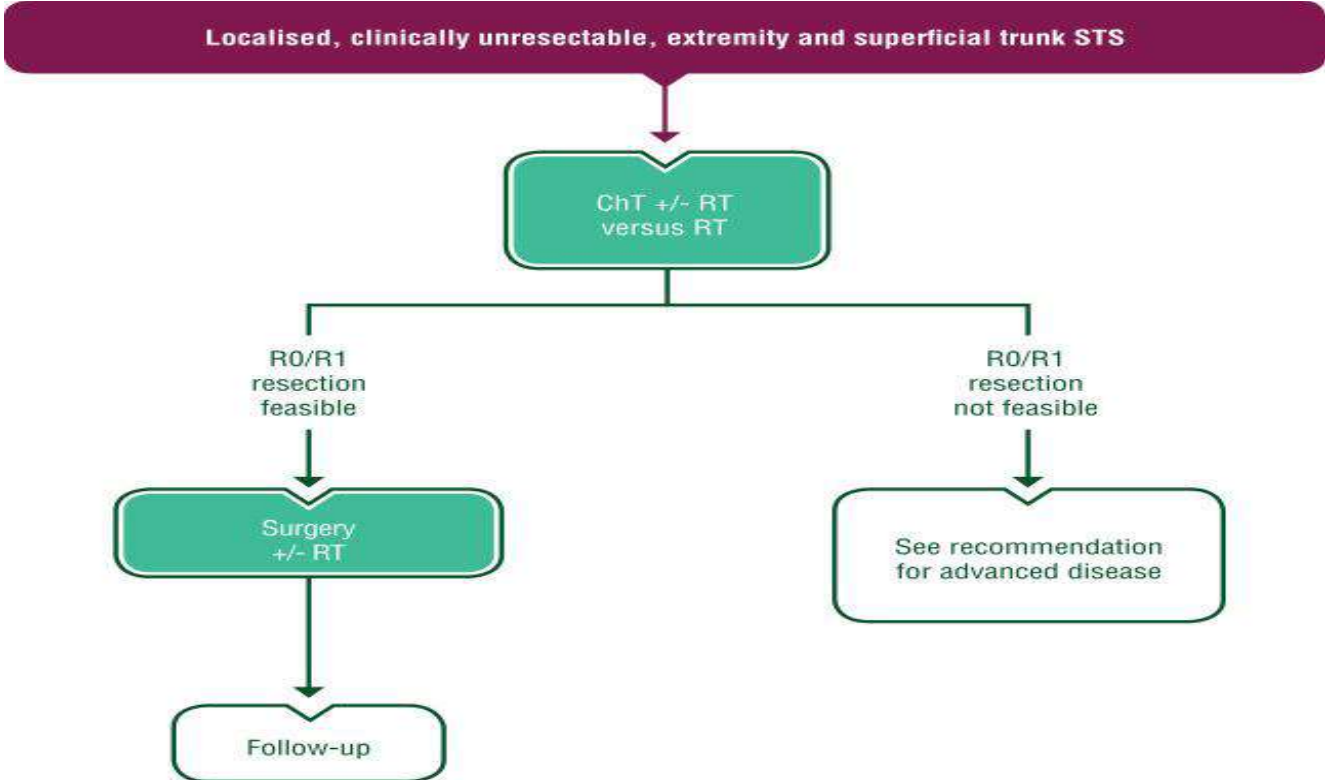 Localised, clinically unresectable, extremity and superficial trunk STS
ChT +/- RT
versus RT
R0/R1
resection
feasible
R0/R1
resection
not feasible
Surgery
+/- RT
See recommendation
for advanced disease
Follow-up